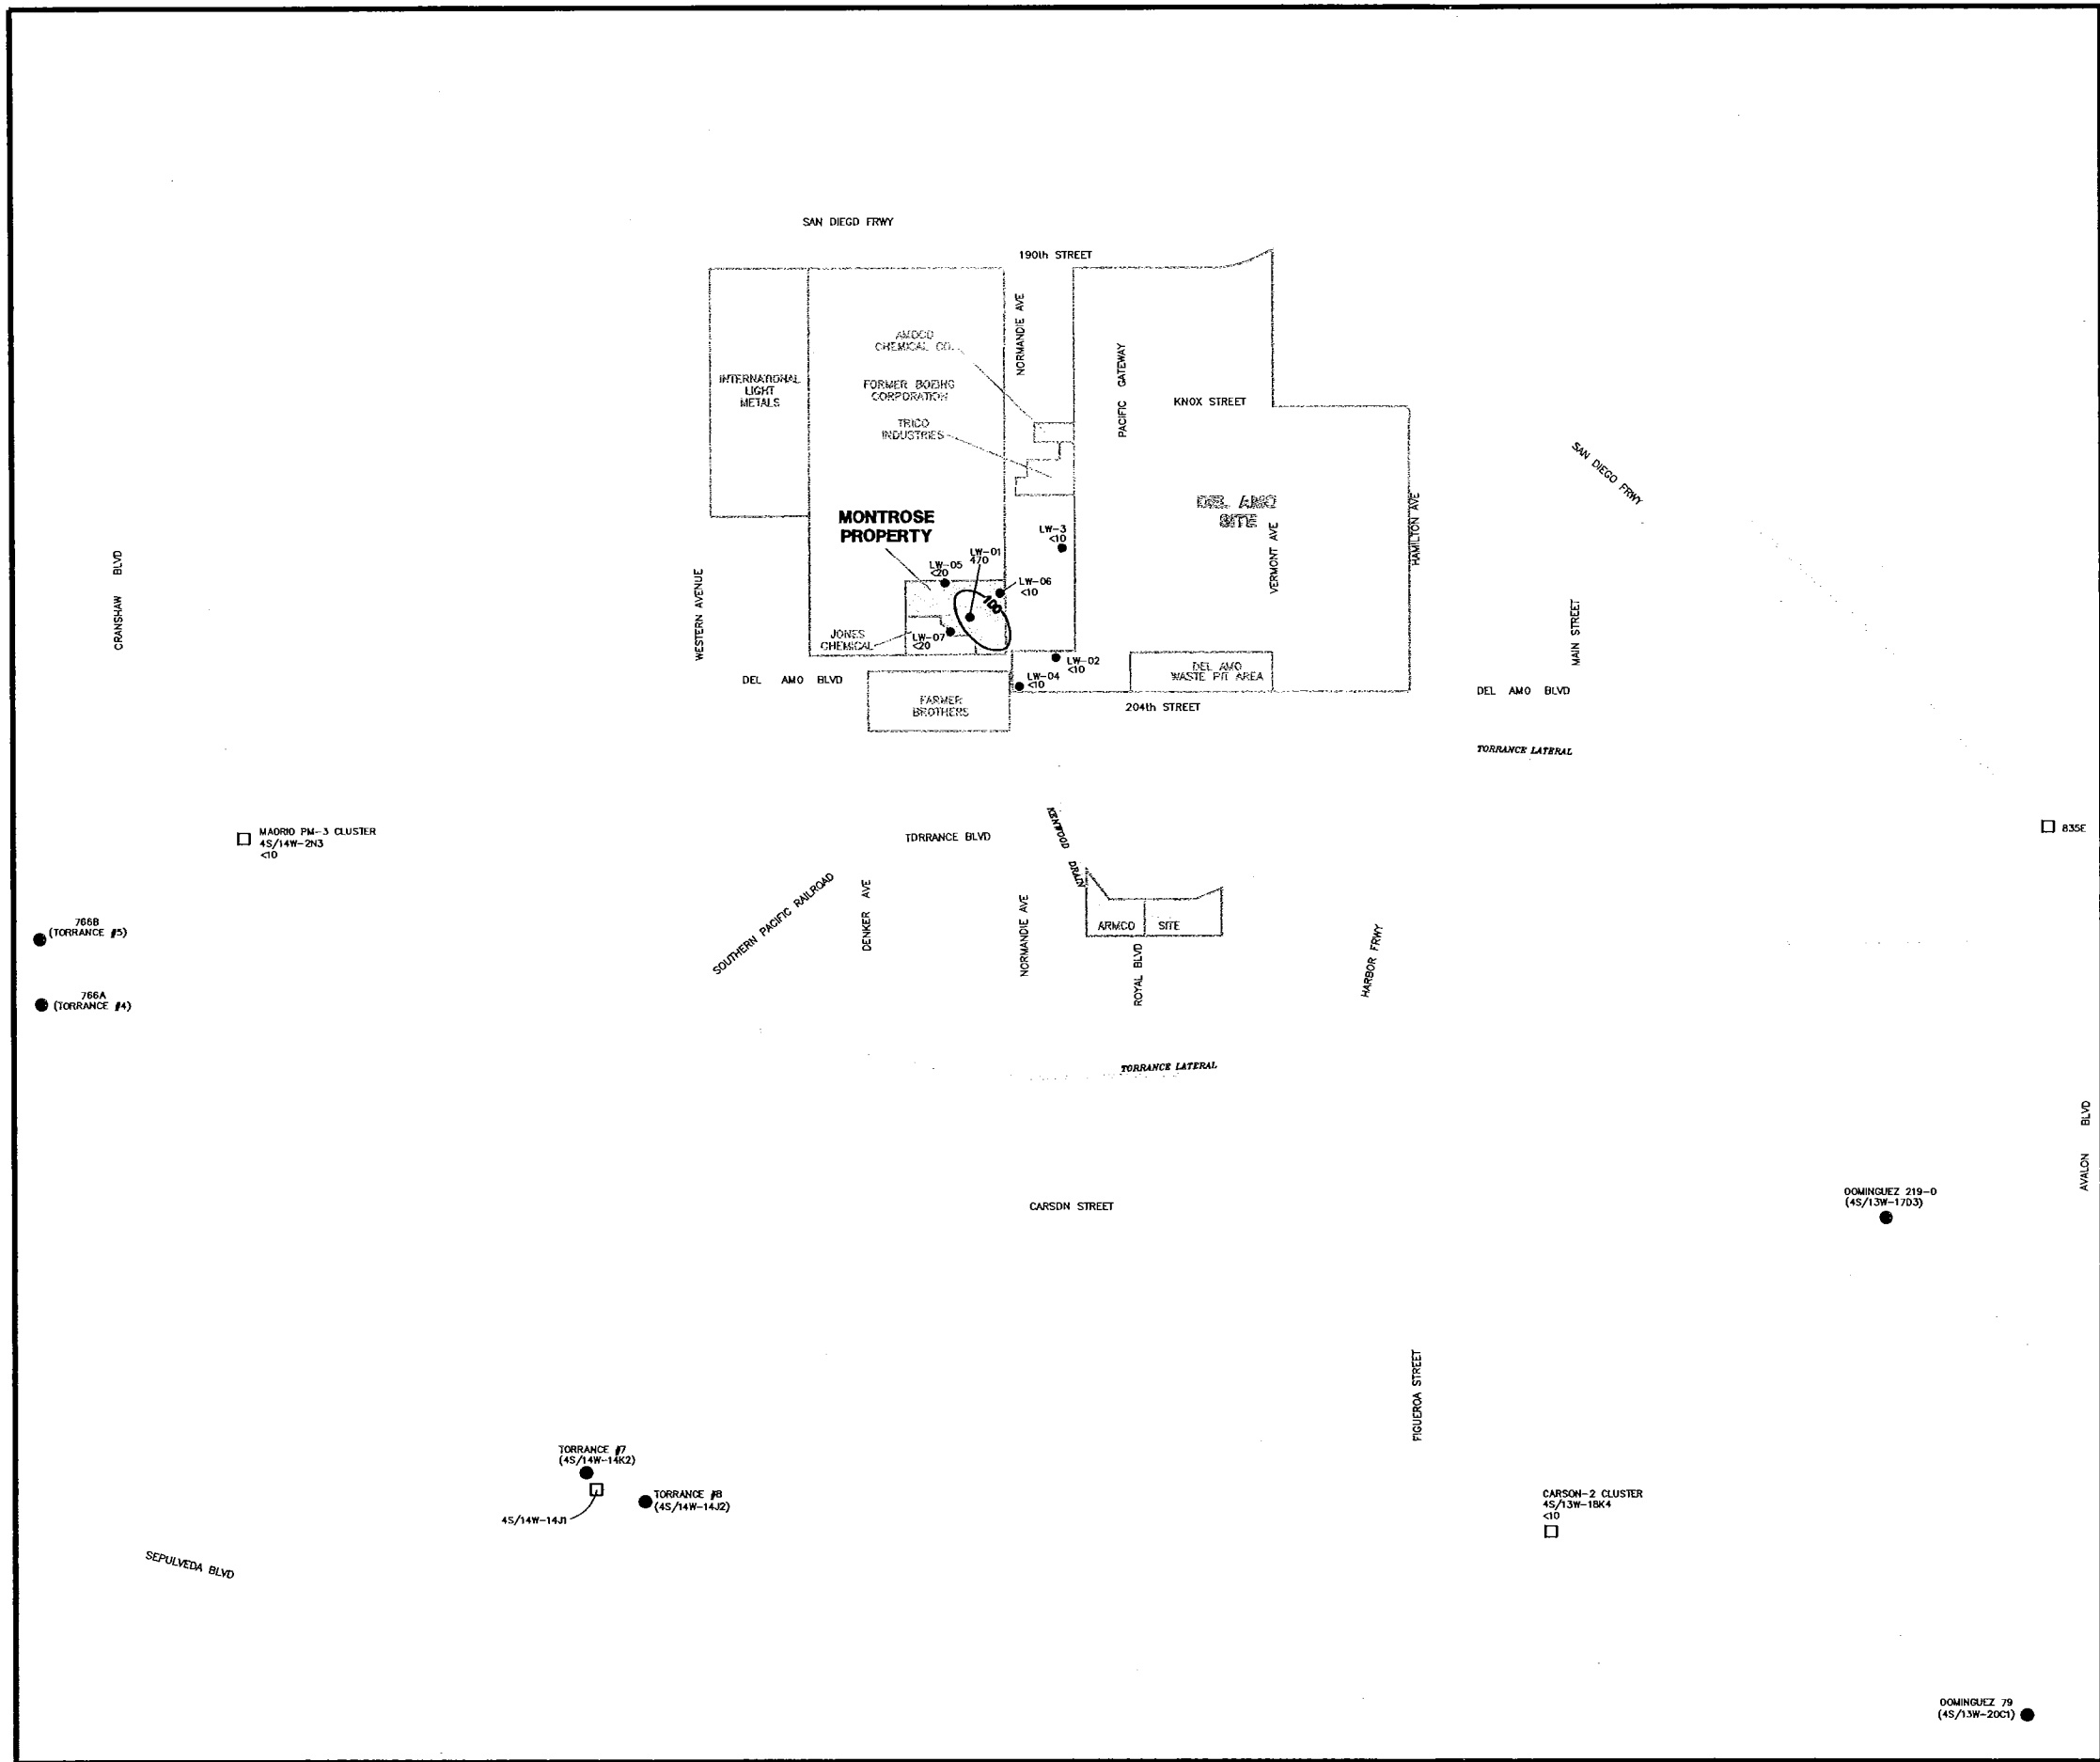 SAN DIEGO FRWY
190th STREET
NORMANDIE AVE
AMOCO
CHEMICAL CO.
PACIFIC GATEWAY
INTERNATIONAL
LIGHT
METALS
FORMER BOEING
CORPORATION
KNOX STREET
TRICO
INDUSTRIES
SAN DIEGO FRWY
DEL AMO
SITE
HAMILTON AVE
MONTROSE
PROPERTY
VERMONT AVE
LW-3
<10
CRANSHAW BLVD
WESTERN AVENUE
LW-01
470
LW-05
<20
LW-06
<10
100
MAIN STREET
JONES
CHEMICAL
LW-07
<20
LW-02
<10
DEL AMO
WASTE PIT AREA
DEL AMO BLVD
LW-04
<10
DEL AMO BLVD
FARMER
BROTHERS
204th STREET
TORRANCE LATERAL
MADRID PM-3 CLUSTER
4S/14W-2N3
<10
TORRANCE BLVD
KENWOOD DRAIN
835E
SOUTHERN PACIFIC RAILROAD
DENKER AVE
NORMANDIE AVE
ARMCO SITE
ROYAL BLVD
HARBOR FRWY
766B
(TORRANCE #5)
766A
(TORRANCE #4)
TORRANCE LATERAL
AVALON BLVD
CARSON STREET
DOMINGUEZ 219-D
(4S/13W-17D3)
FIGUEROA STREET
TORRANCE #7
(4S/14W-14K2)
TORRANCE #8
(4S/14W-14J2)
4S/14W-14J1
CARSON-2 CLUSTER
4S/13W-18K4
<10
SEPULVEDA BLVD
DOMINGUEZ 79
(4S/13W-20C1)